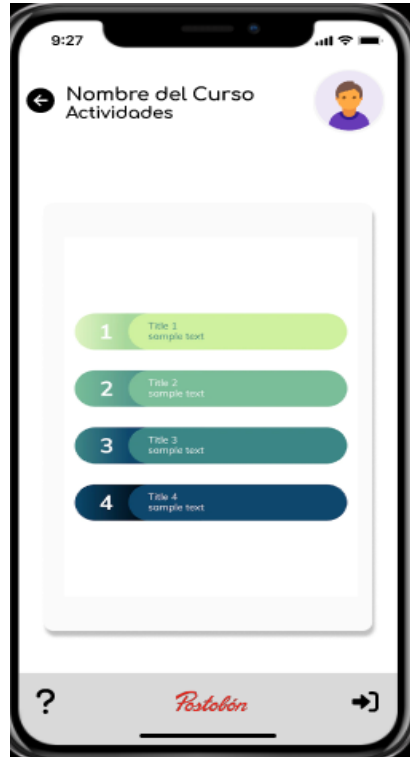 9:27
Nombre del Curso
Actividades
1
Title 1
sample text
2
Title 2
sample text
3
Title 3
sample text
4
Title 4
sample text
?
Postobón